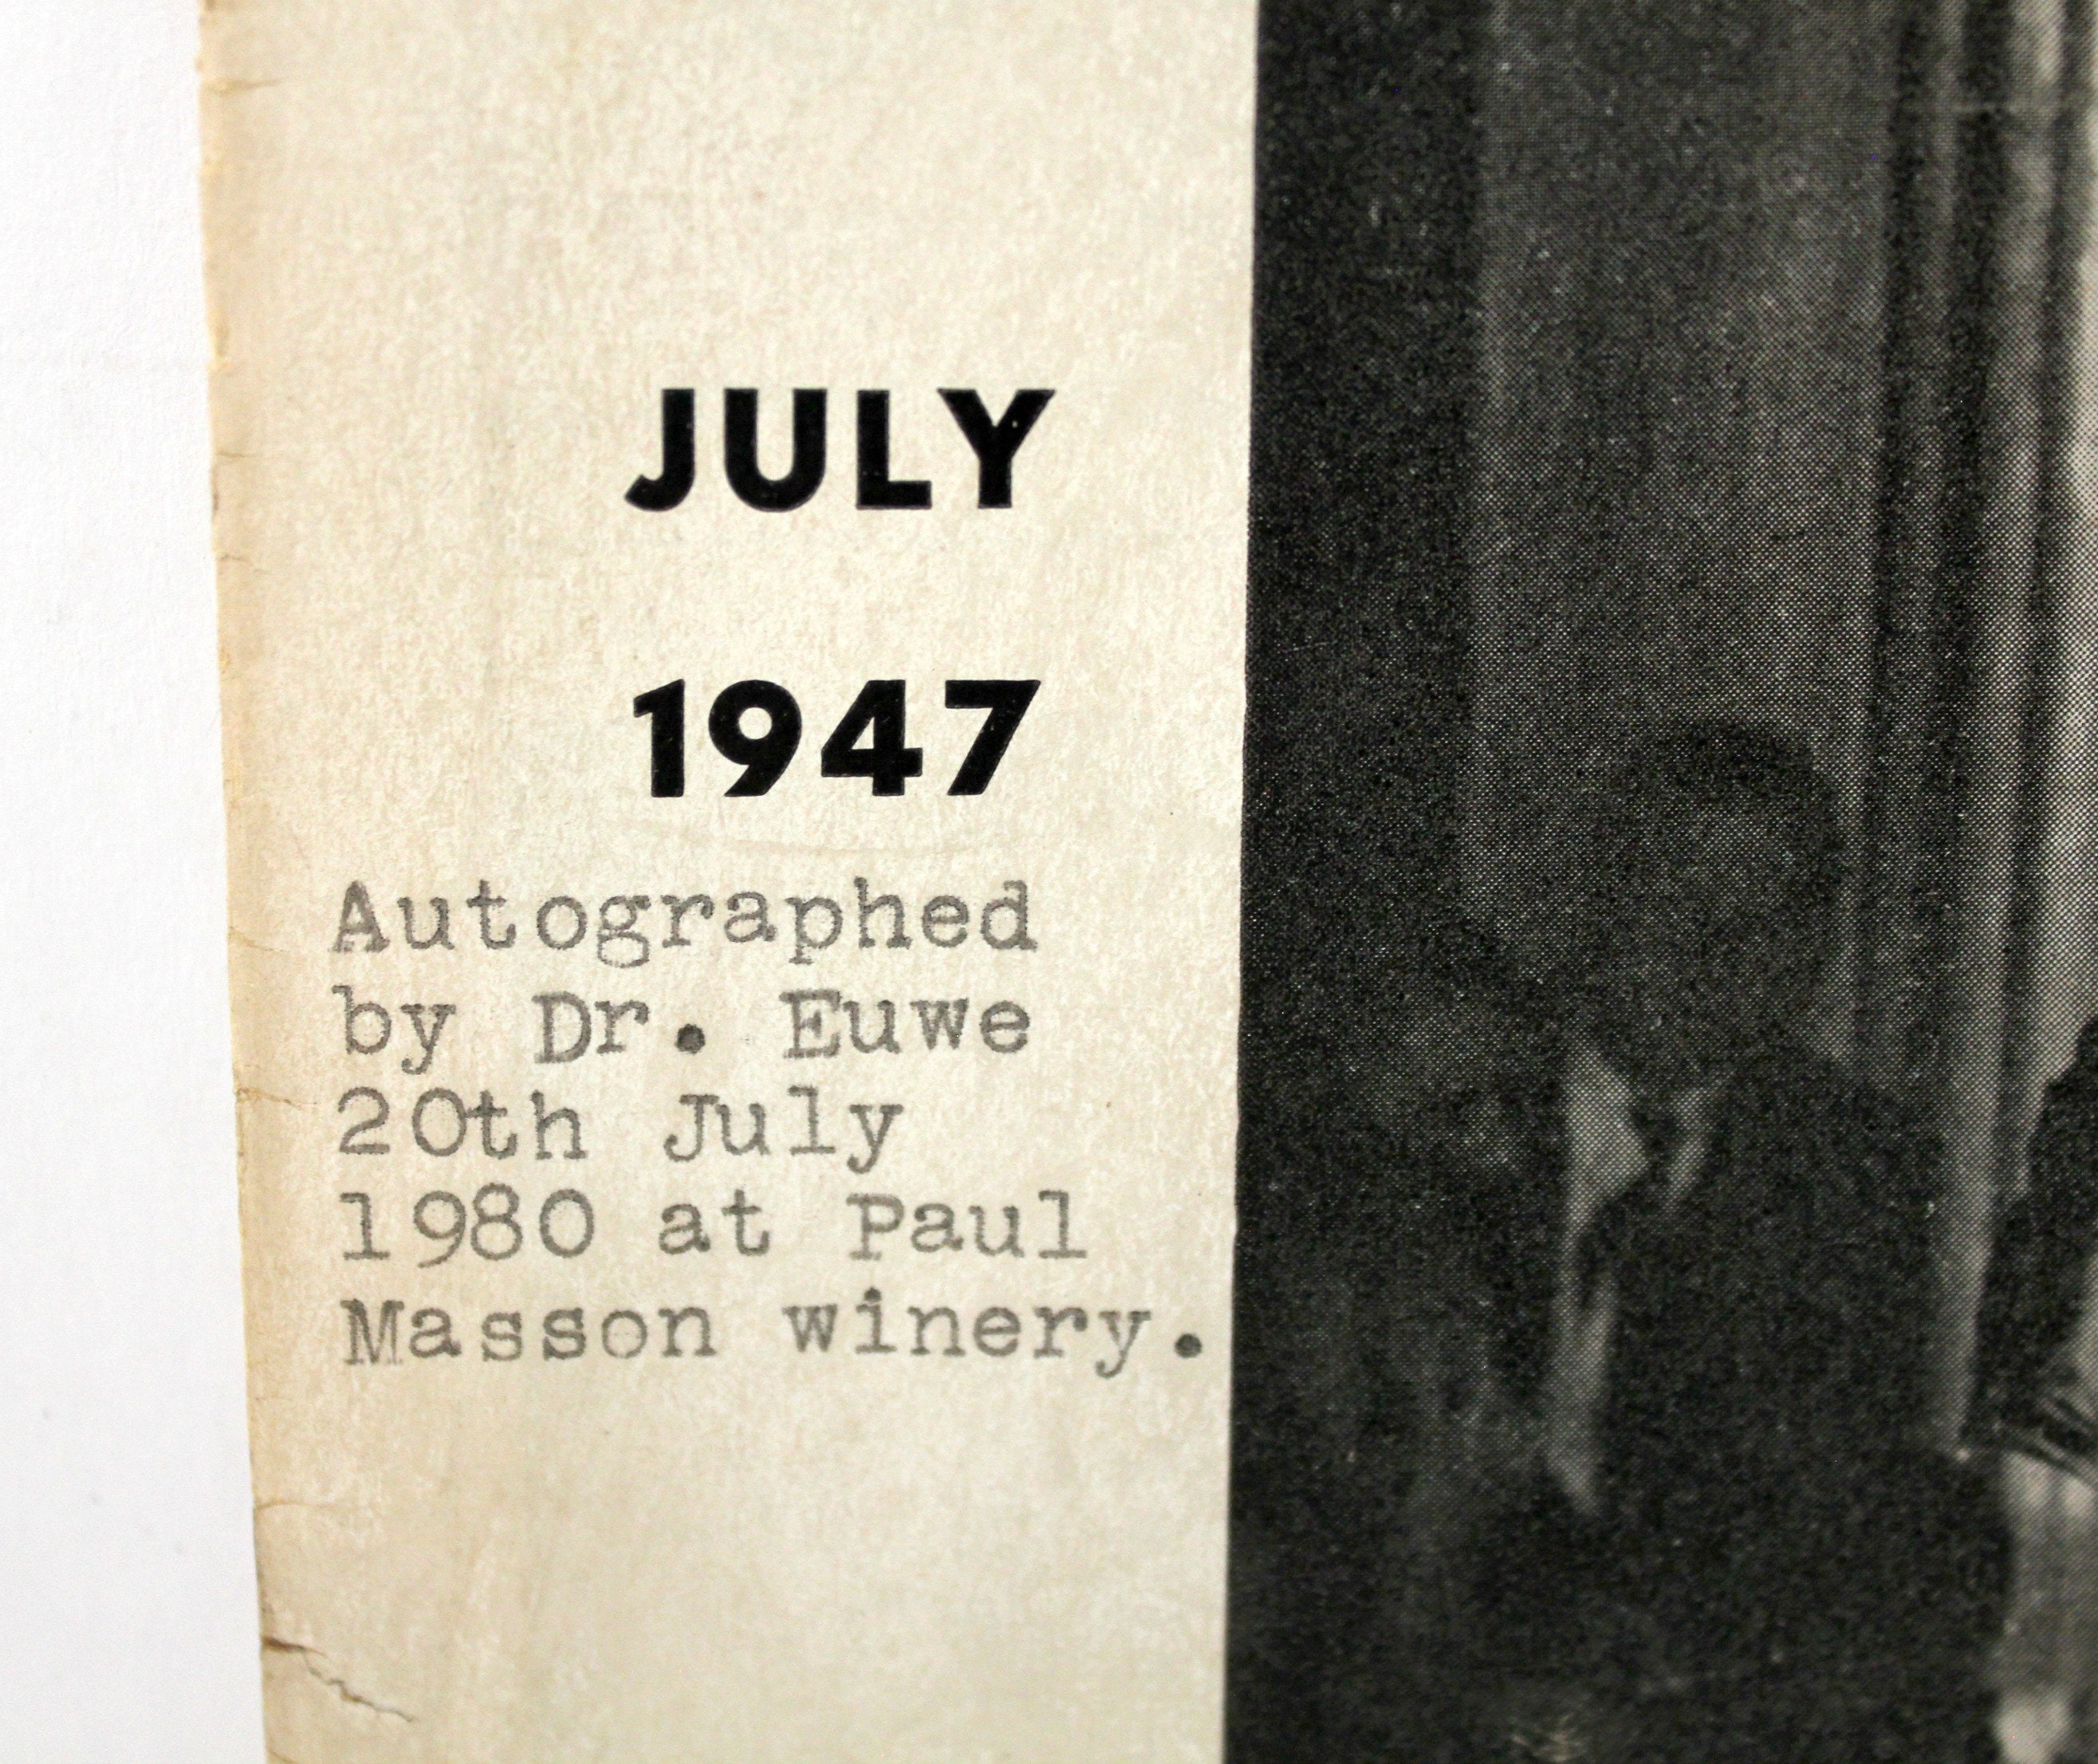 JULY
1947
Autographed
by Dr. Euwe
20th July
1980 at Paul
Masson winery.